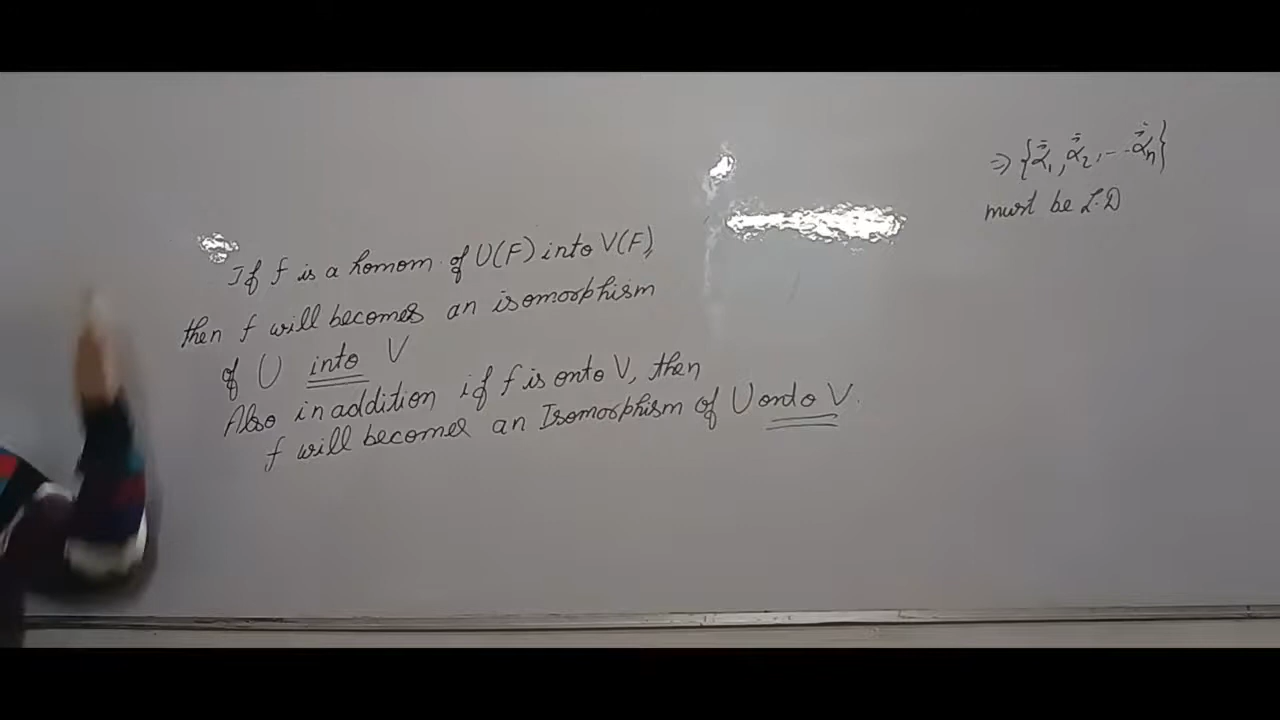 If f is a homom. of U(F) into V(F),
then f will becomes an isomorphism
of U into V
Also in addition if f is onto V, then
f will becomes an Isomorphism of U onto V.
⇒ {α₁, α₂, --- αₙ}
must be L.D